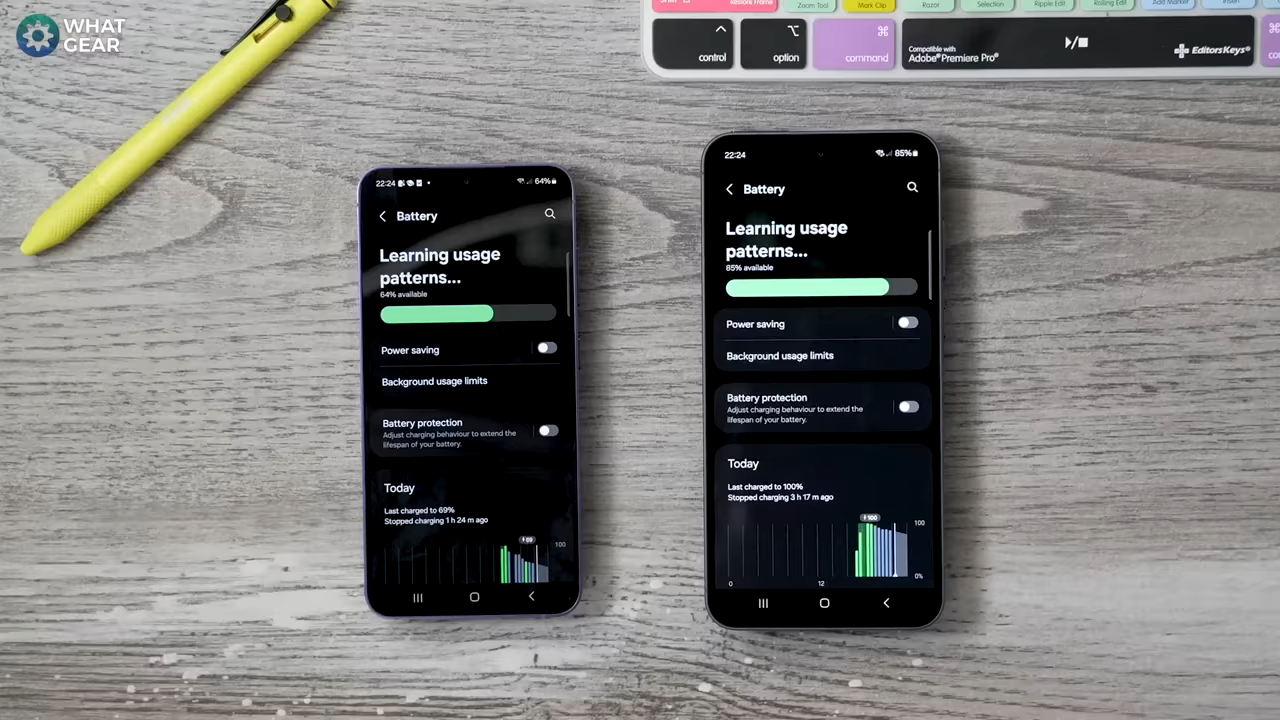 WHAT
GEAR
Restore Frame
Zoom Tool
Mark Clip
Razor
Selection
Ripple Edit
Rolling Edit
Add Marker
control
option
command
Compatible with
Adobe® Premiere Pro®
EditorsKeys®
22:24
64%
Battery
Learning usage
patterns...
64% available
Power saving
Background usage limits
Battery protection
Adjust charging behaviour to extend the
lifespan of your battery.
Today
Last charged to 69%
Stopped charging 1 h 24 m ago
69
100
22:24
85%
Battery
Learning usage
patterns...
85% available
Power saving
Background usage limits
Battery protection
Adjust charging behaviour to extend the
lifespan of your battery.
Today
Last charged to 100%
Stopped charging 3 h 17 m ago
100
100
0%
0
12